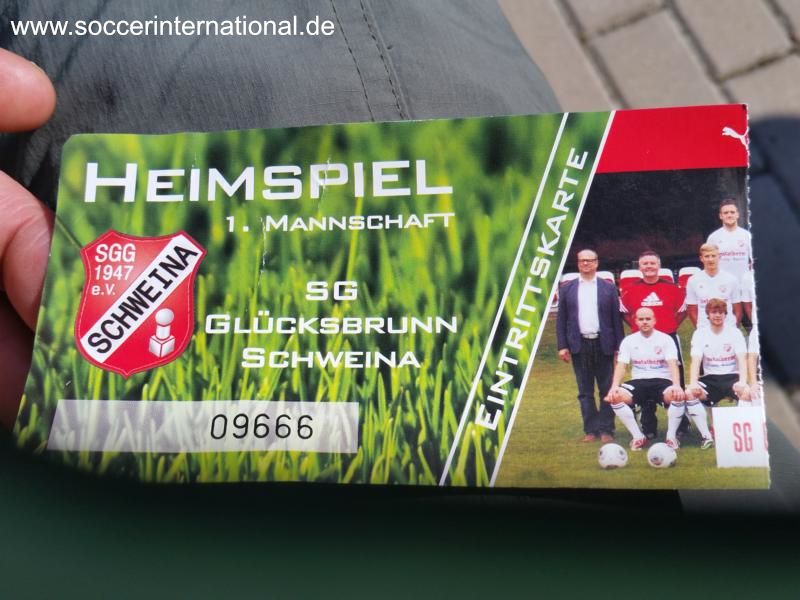 www.soccerinternational.de
HEIMSPIEL
1. MANNSCHAFT
SGG
1947
e.V.
SCHWEINA
SG
GLÜCKSBRUNN
SCHWEINA
09666
EINTRITTSKARTE
SG